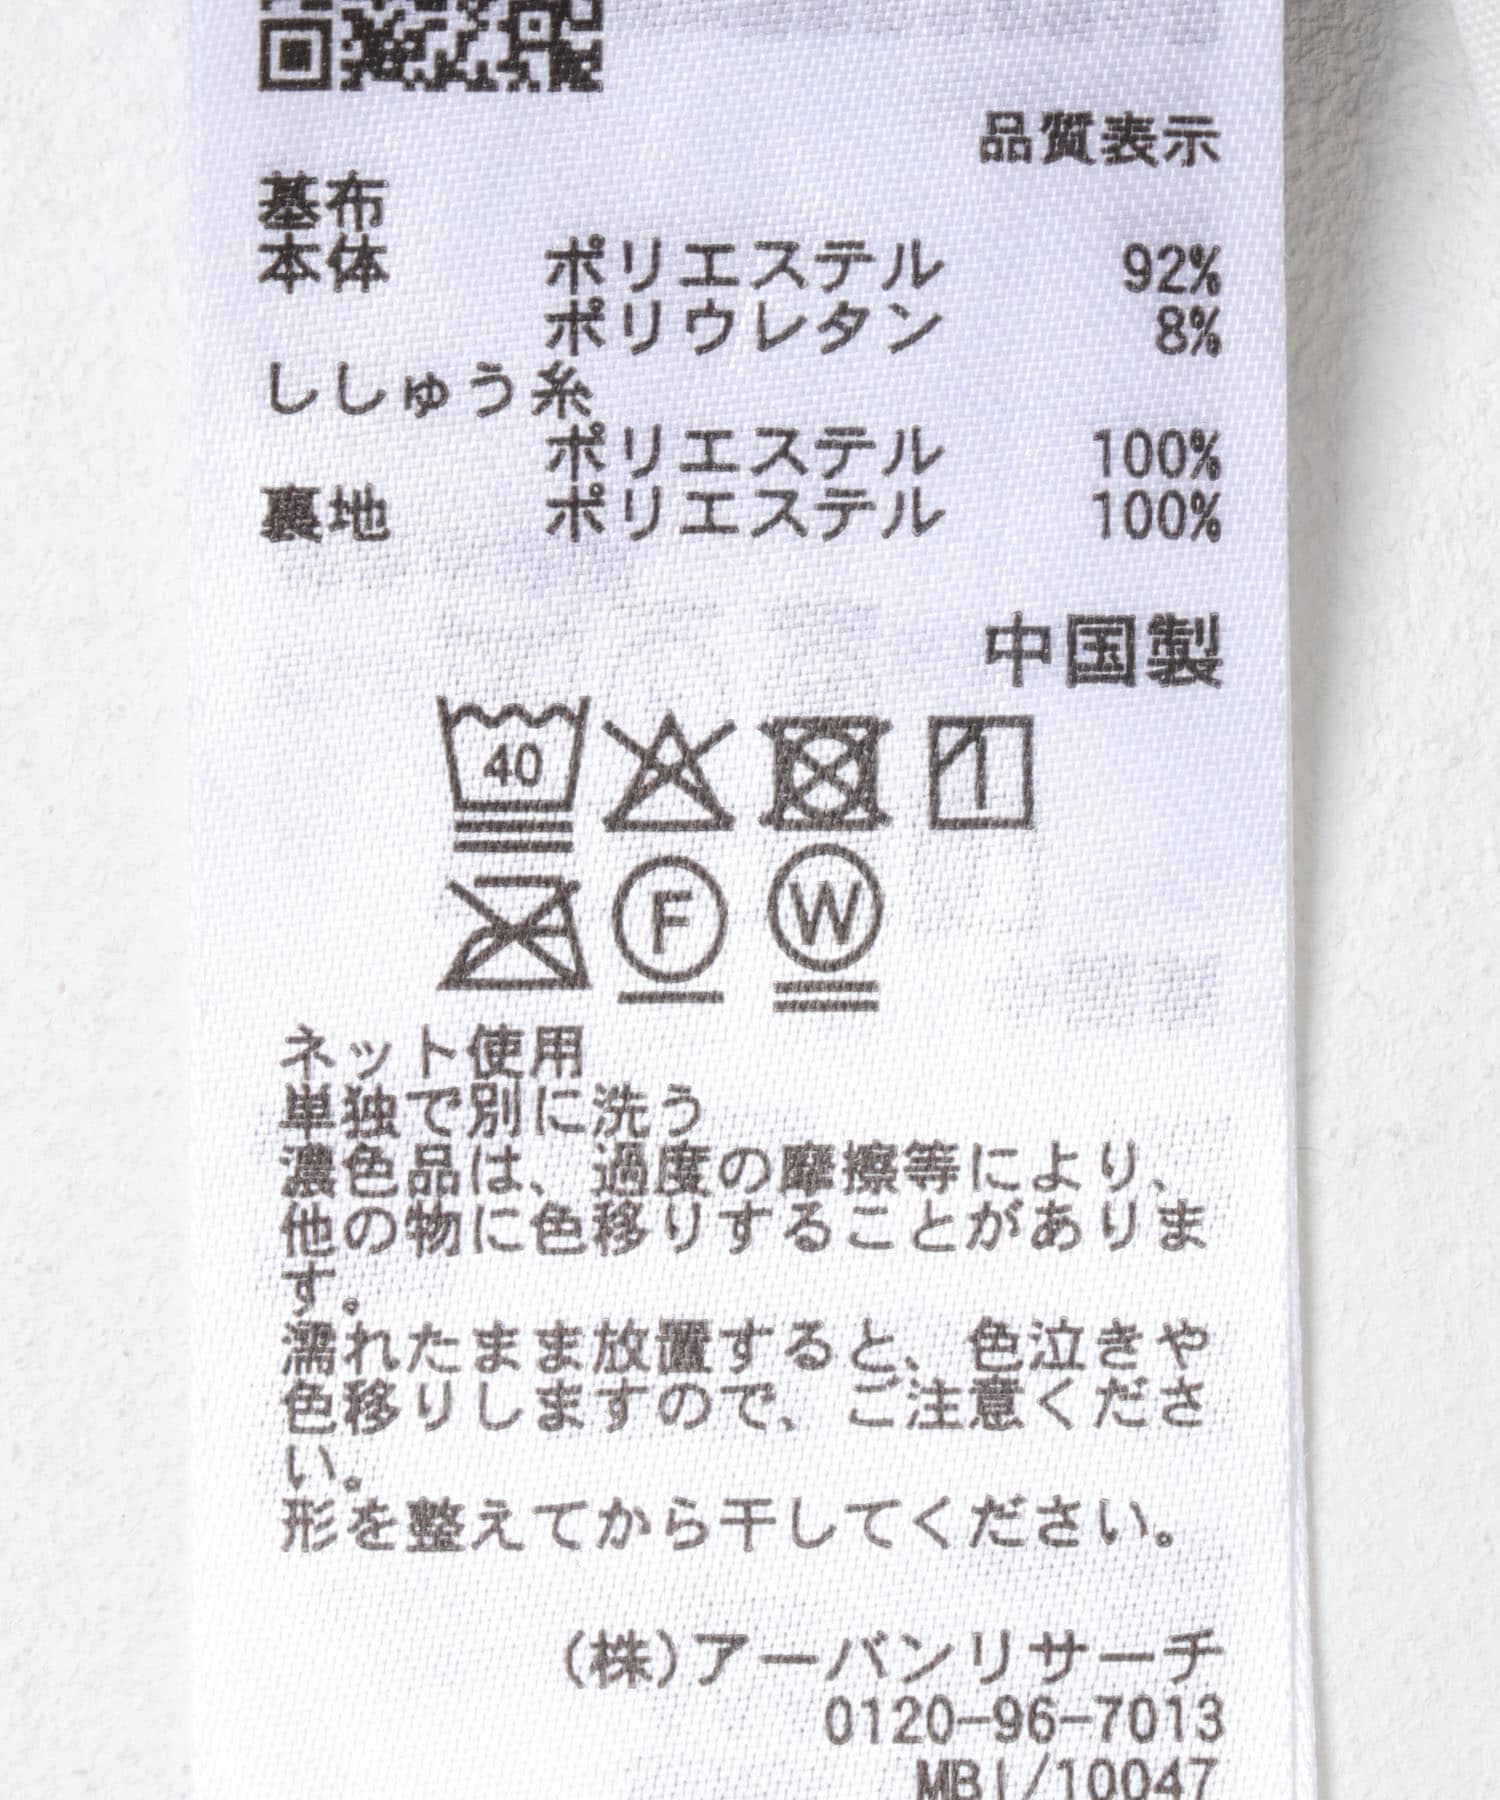 品質表示
基布
本体 ポリエステル 92%
ポリウレタン 8%
ししゅう糸
ポリエステル 100%
裏地 ポリエステル 100%
中国製
40
F W
ネット使用
単独で別に洗う
濃色品は、過度の摩擦等により、
他の物に色移りすることがありま
す。
濡れたまま放置すると、色泣きや
色移りしますので、ご注意くださ
い。
形を整えてから干してください。
(株)アーバンリサーチ
0120-96-7013
MBI/10047